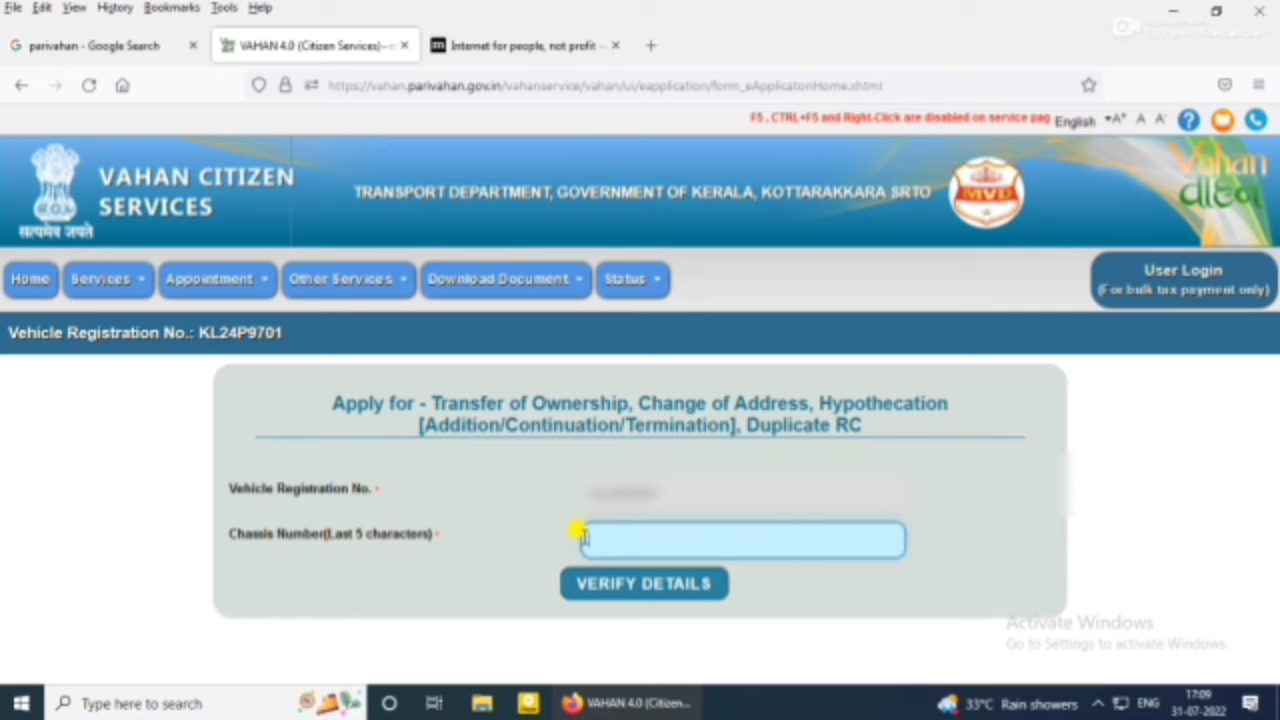 File Edit View History Bookmarks Tools Help
parivahan - Google Search
VAHAN 4.0 (Citizen Services)
Internet for people, not profit
https://vahan.parivahan.gov.in/vahanservice/vahan/ui/eapplication/form_eApplicatonHome.xhtml
F5 , CTRL+F5 and Right-Click are disabled on service pag English A+ A A-
VAHAN CITIZEN
SERVICES
सत्यमेव जयते
TRANSPORT DEPARTMENT, GOVERNMENT OF KERALA, KOTTARAKKARA SRTO
MVD
Home Services Appointment Other Services Download Document Status
User Login
(For bulk tax payment only)
Vehicle Registration No.: KL24P9701
Apply for - Transfer of Ownership, Change of Address, Hypothecation
[Addition/Continuation/Termination], Duplicate RC
Vehicle Registration No. *
Chassis Number(Last 5 characters) *
VERIFY DETAILS
Activate Windows
Go to Settings to activate Windows.
Type here to search
VAHAN 4.0 (Citizen...
33°C Rain showers
ENG
17:09
31-07-2022